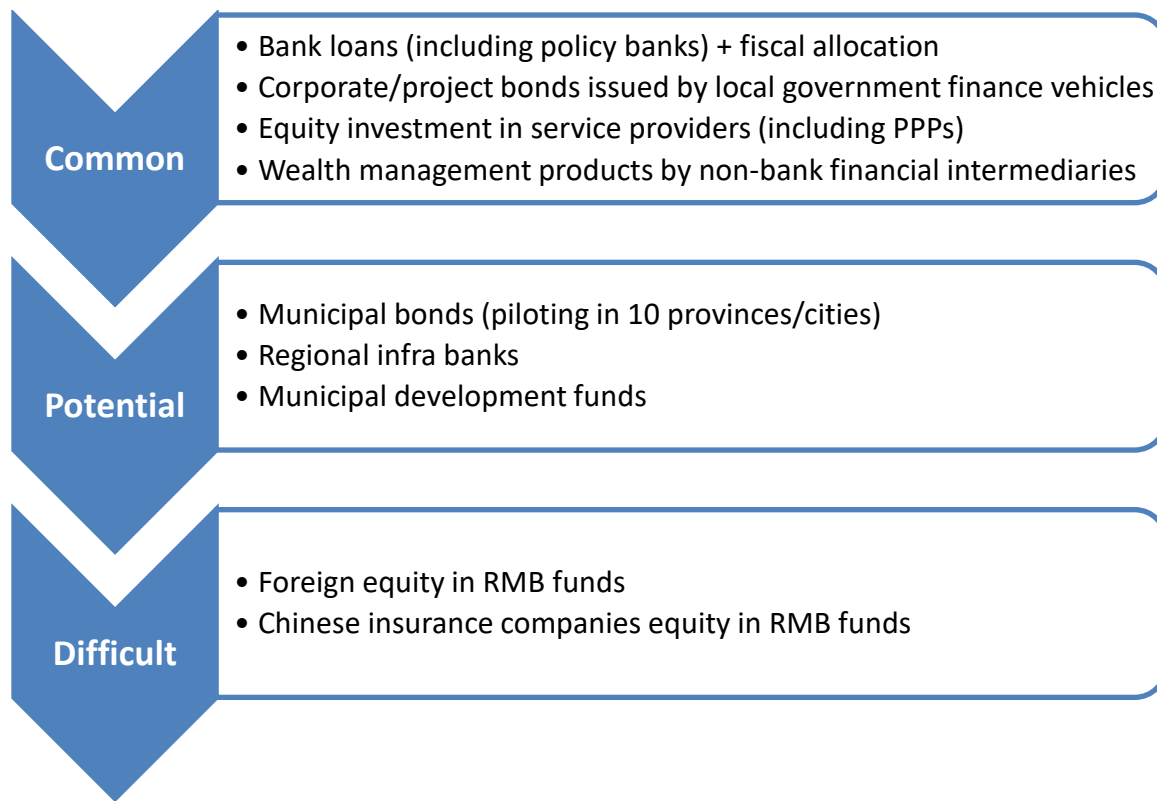 Common
• Bank loans (including policy banks) + fiscal allocation
• Corporate/project bonds issued by local government finance vehicles
• Equity investment in service providers (including PPPs)
• Wealth management products by non-bank financial intermediaries
Potential
• Municipal bonds (piloting in 10 provinces/cities)
• Regional infra banks
• Municipal development funds
Difficult
• Foreign equity in RMB funds
• Chinese insurance companies equity in RMB funds